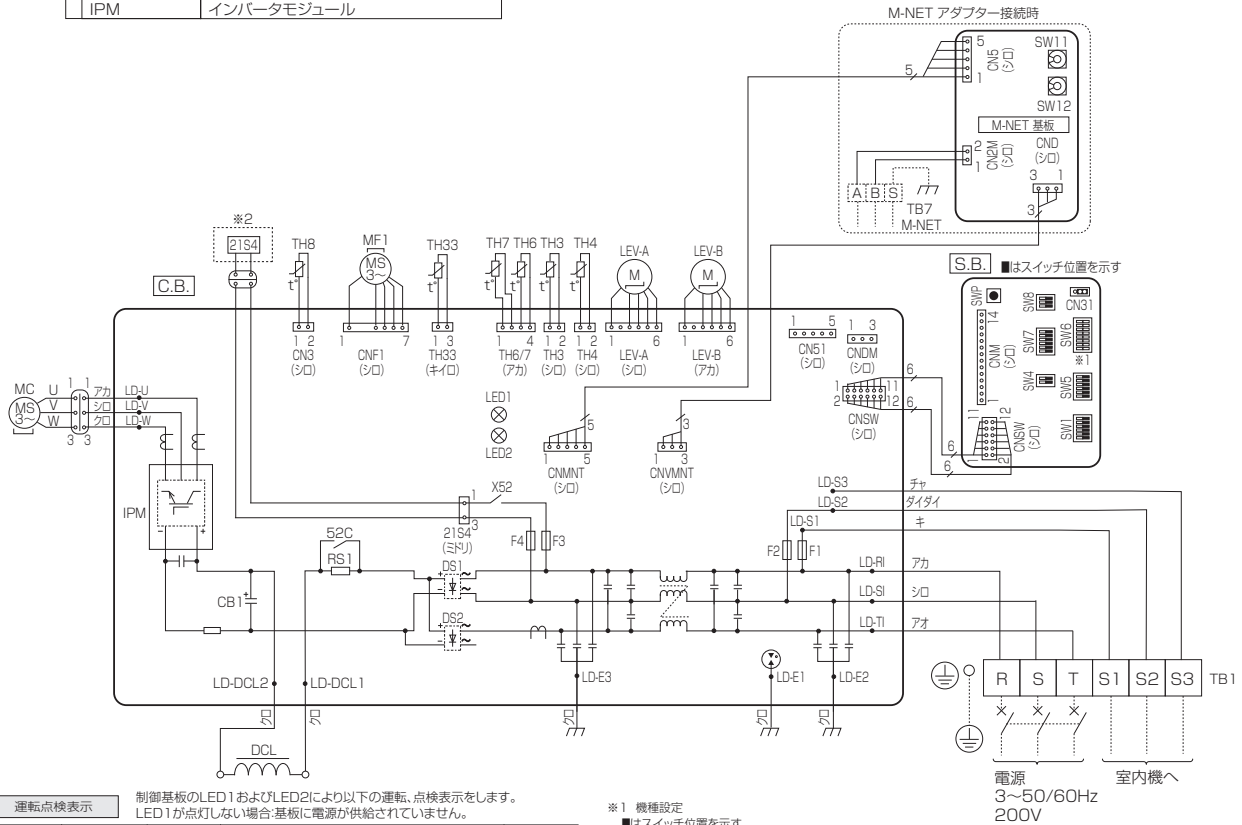 IPM インバータモジュール
M-NET アダプター接続時
5
CN5
(シロ)
1
5
SW11
SW12
M-NET 基板
2
CN2M
(シロ)
1
CND
(シロ)
3 1
3
A B S
TB7
M-NET
※2
21S4
TH8
t°
MF1
MS
3~
TH33
t°
TH7 TH6 TH3 TH4
t° t° t°
LEV-A
M
LEV-B
M
S.B. ■はスイッチ位置を示す
C.B.
1 2
CN3
(シロ)
1 7
CNF1
(シロ)
1 3
TH33
(キイロ)
1 4
TH6/7
(アカ)
1 2
TH3
(シロ)
1 2
TH4
(シロ)
1 6
LEV-A
(シロ)
1 6
LEV-B
(アカ)
1 5
CN51
(シロ)
1 3
CNDM
(シロ)
SWP
14
CNM
(シロ)
1
SW8
CN31
SW7
SW6
※1
SW4
SW5
SW1
11 12
CNSW
(シロ)
1 2
1 11
2 12
CNSW
(シロ)
6
6
6
6
MC
MS
3~
U
V
W
1 1
3 3
アカ
シロ
クロ
LD-U
LD-V
LD-W
LED1
LED2
5
1 5
CNMNT
(シロ)
3
1 3
CNVMNT
(シロ)
IPM
- +
X52
1
3
21S4
(ミドリ)
F4 F3
LD-S3 チャ
LD-S2 ダイダイ
LD-S1 キ
F2 F1
52C
RS1
DS1
+ ~
- ~
DS2
+ ~
- ~
CB1
+
LD-RI アカ
LD-SI シロ
LD-TI アオ
LD-DCL2
LD-DCL1
LD-E3
LD-E1
LD-E2
クロ
クロ
クロ
クロ
クロ
DCL
R S T S1 S2 S3 TB1
電源
3~50/60Hz
200V
室内機へ
運転点検表示
制御基板のLED1およびLED2により以下の運転、点検表示をします。
LED1が点灯しない場合:基板に電源が供給されていません。
※1 機種設定
■はスイッチ位置を示す